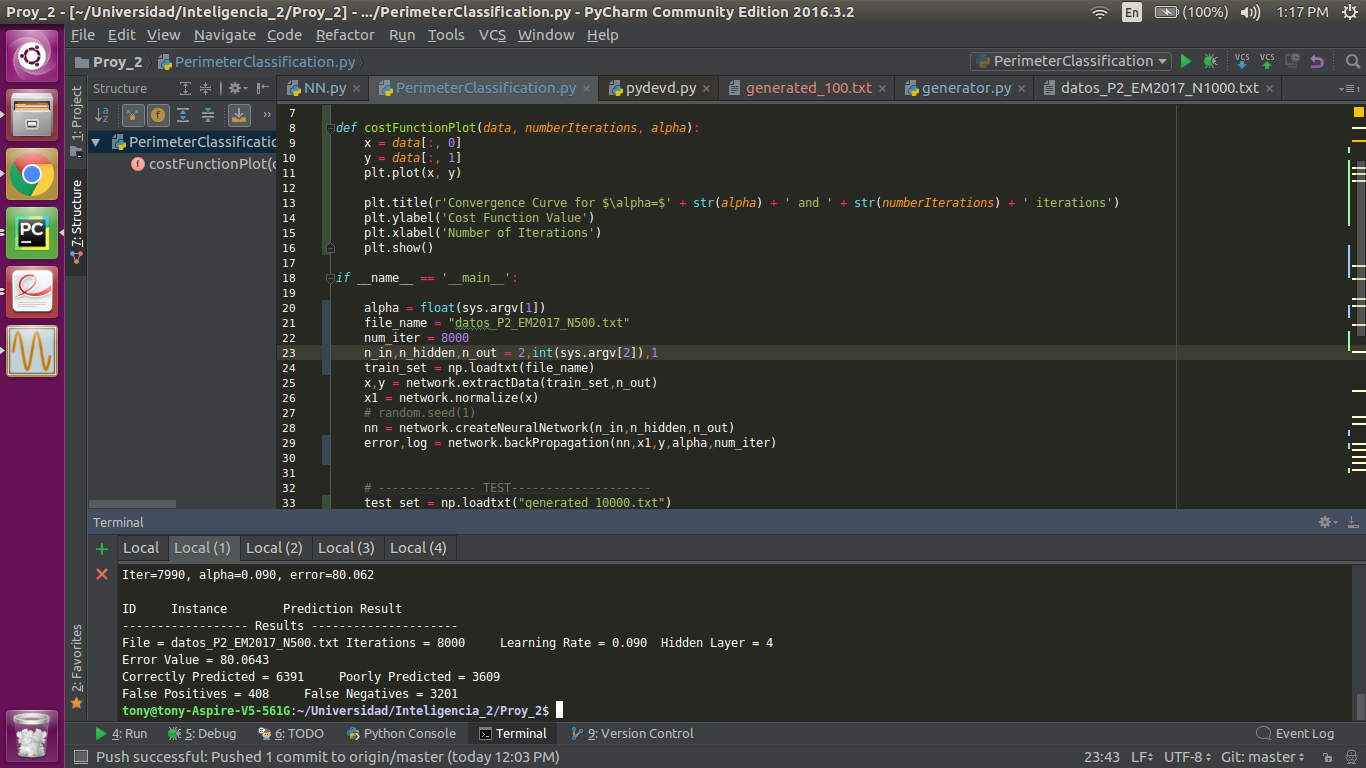 Proy_2 - [~/Universidad/Inteligencia_2/Proy_2] - .../PerimeterClassification.py - PyCharm Community Edition 2016.3.2
En (100%) 1:17 PM
File Edit View Navigate Code Refactor Run Tools VCS Window Help
Proy_2 PerimeterClassification.py PerimeterClassification VCS VCS
Structure NN.py PerimeterClassification.py pydevd.py generated_100.txt generator.py datos_P2_EM2017_N1000.txt
1: Project
7: Structure
2: Favorites
PerimeterClassificatio
costFunctionPlot(c
7
8 def costFunctionPlot(data, numberIterations, alpha):
9 x = data[:, 0]
10 y = data[:, 1]
11 plt.plot(x, y)
12
13 plt.title(r'Convergence Curve for $\alpha=$' + str(alpha) + ' and ' + str(numberIterations) + ' iterations')
14 plt.ylabel('Cost Function Value')
15 plt.xlabel('Number of Iterations')
16 plt.show()
17
18 if __name__ == '__main__':
19
20 alpha = float(sys.argv[1])
21 file_name = "datos_P2_EM2017_N500.txt"
22 num_iter = 8000
23 n_in,n_hidden,n_out = 2,int(sys.argv[2]),1
24 train_set = np.loadtxt(file_name)
25 x,y = network.extractData(train_set,n_out)
26 x1 = network.normalize(x)
27 # random.seed(1)
28 nn = network.createNeuralNetwork(n_in,n_hidden,n_out)
29 error,log = network.backPropagation(nn,x1,y,alpha,num_iter)
30
31
32 # -------------- TEST--------------------
33 test_set = np.loadtxt("generated_10000.txt")
Terminal
Local Local (1) Local (2) Local (3) Local (4)
Iter=7990, alpha=0.090, error=80.062
ID Instance Prediction Result
------------------ Results ---------------------
File = datos_P2_EM2017_N500.txt Iterations = 8000 Learning Rate = 0.090 Hidden Layer = 4
Error Value = 80.0643
Correctly Predicted = 6391 Poorly Predicted = 3609
False Positives = 408 False Negatives = 3201
tony@tony-Aspire-V5-561G:~/Universidad/Inteligencia_2/Proy_2$
4: Run 5: Debug 6: TODO Python Console Terminal 9: Version Control Event Log
Push successful: Pushed 1 commit to origin/master (today 12:03 PM) 23:43 LF÷ UTF-8 Git: master